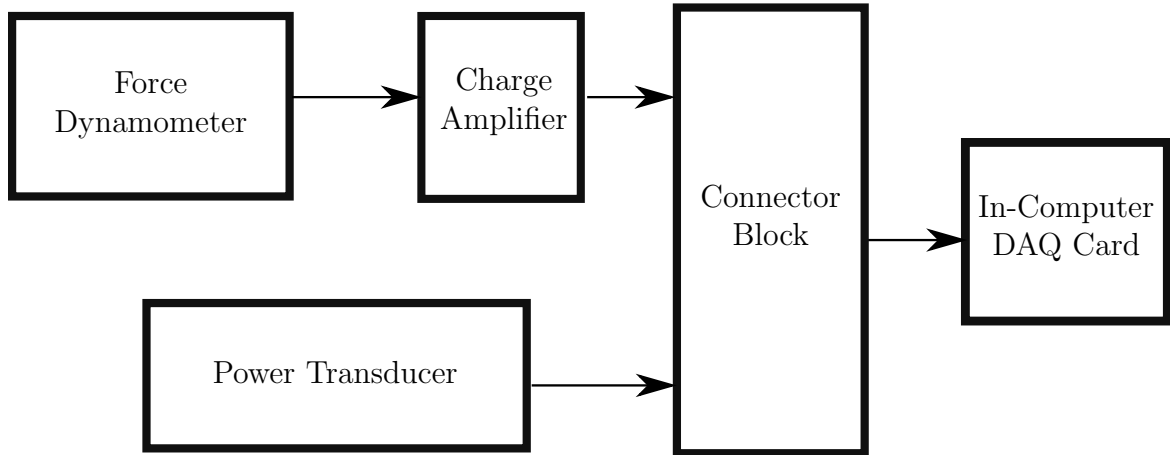 Force
Dynamometer
Charge
Amplifier
Connector
Block
In-Computer
DAQ Card
Power Transducer